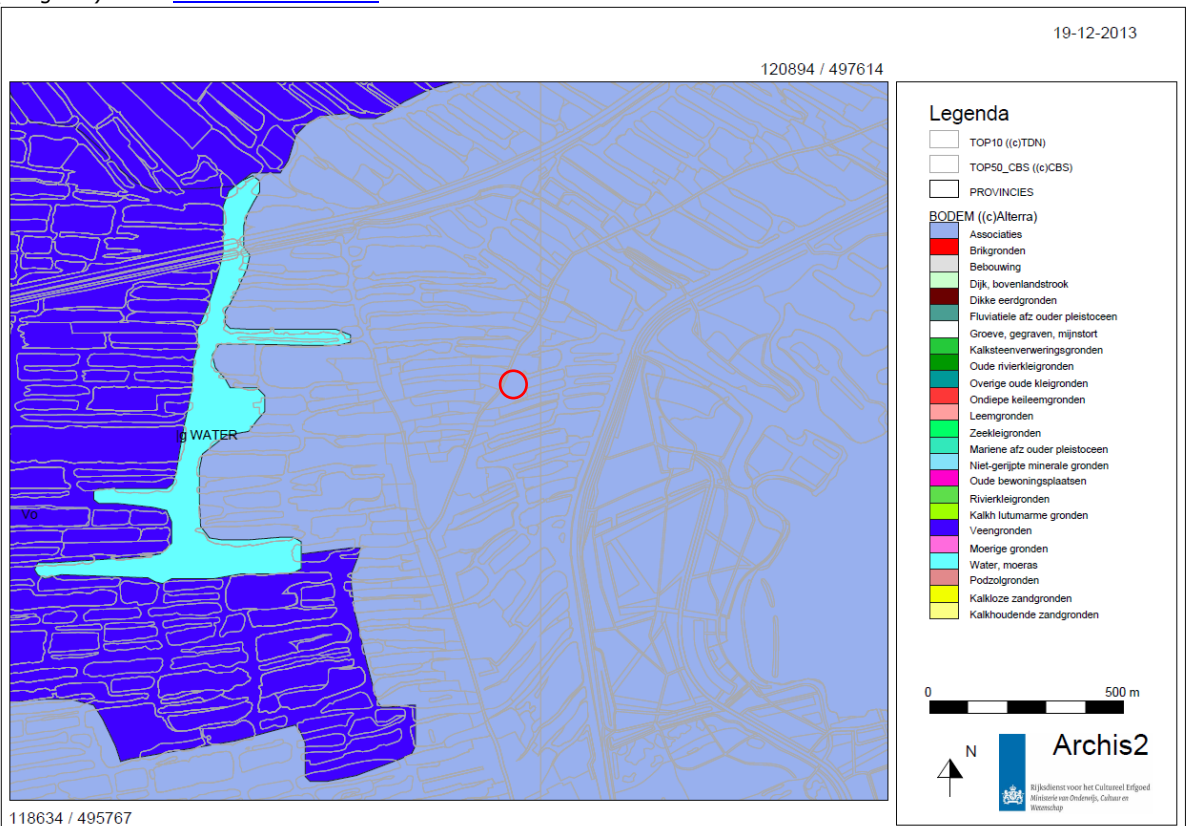 19-12-2013
120894 / 497614
g WATER
Vo
118634 / 495767
Legenda
TOP10 ((c)TDN)
TOP50_CBS ((c)CBS)
PROVINCIES
BODEM ((c)Alterra)
Associaties
Brikgronden
Bebouwing
Dijk, bovenlandstrook
Dikke eerdgronden
Fluviatiele afz ouder pleistoceen
Groeve, gegraven, mijnstort
Kalksteenverweringsgronden
Oude rivierkleigronden
Overige oude kleigronden
Ondiepe keileemgronden
Leemgronden
Zeekleigronden
Mariene afz ouder pleistoceen
Niet-gerijpte minerale gronden
Oude bewoningsplaatsen
Rivierkleigronden
Kalkh lutumarme gronden
Veengronden
Moerige gronden
Water, moeras
Podzolgronden
Kalkloze zandgronden
Kalkhoudende zandgronden
0 500 m
N
Archis2
Rijksdienst voor het Cultureel Erfgoed
Ministerie van Onderwijs, Cultuur en
Wetenschap